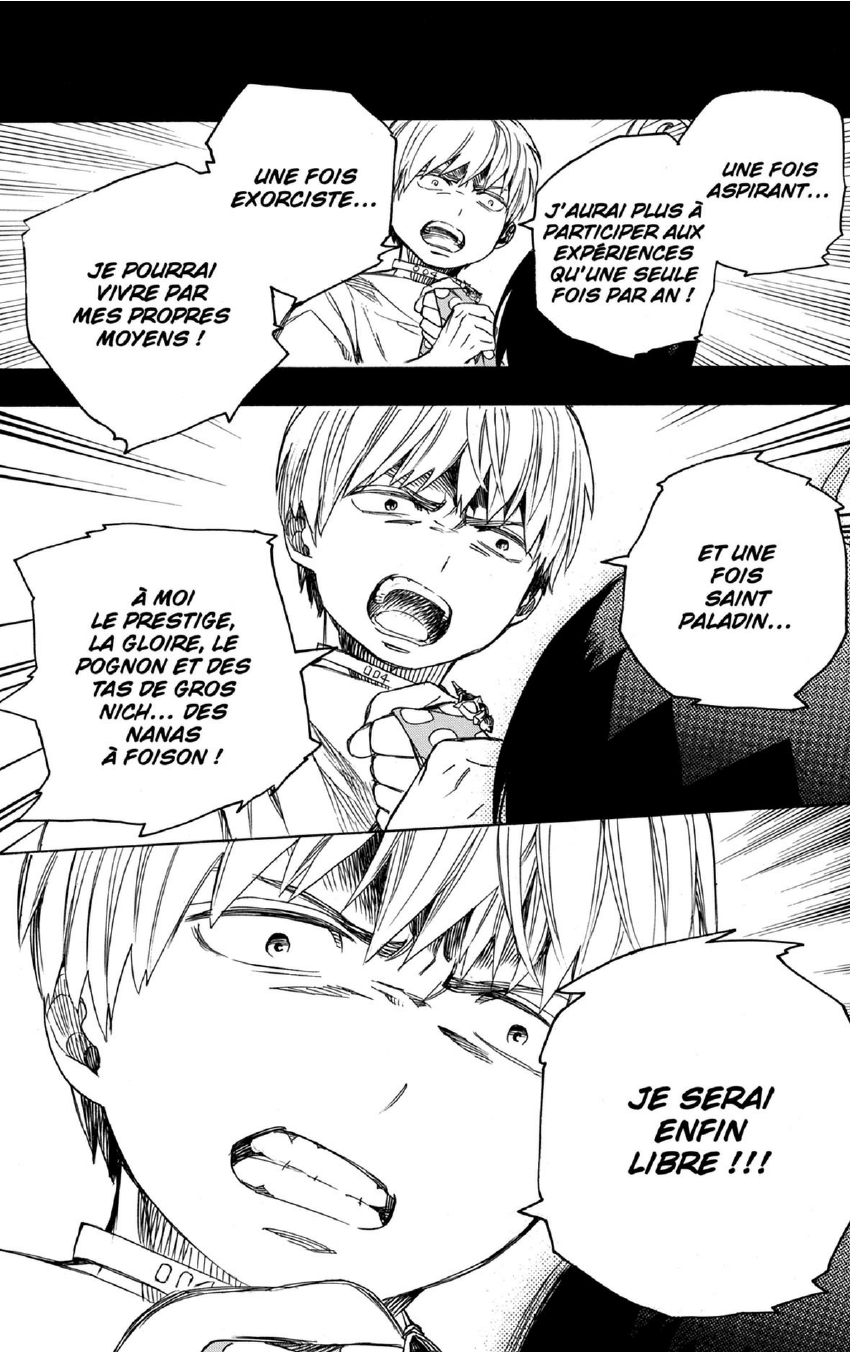 UNE FOIS
ASPIRANT...
J'AURAI PLUS À
PARTICIPER AUX
EXPÉRIENCES
QU'UNE SEULE
FOIS PAR AN !
UNE FOIS
EXORCISTE...
JE POURRAI
VIVRE PAR
MES PROPRES
MOYENS !
ET UNE
FOIS
SAINT
PALADIN...
À MOI
LE PRESTIGE,
LA GLOIRE, LE
POGNON ET DES
TAS DE GROS
NICH... DES
NANAS
À FOISON !
004
JE SERAI
ENFIN
LIBRE !!!
004